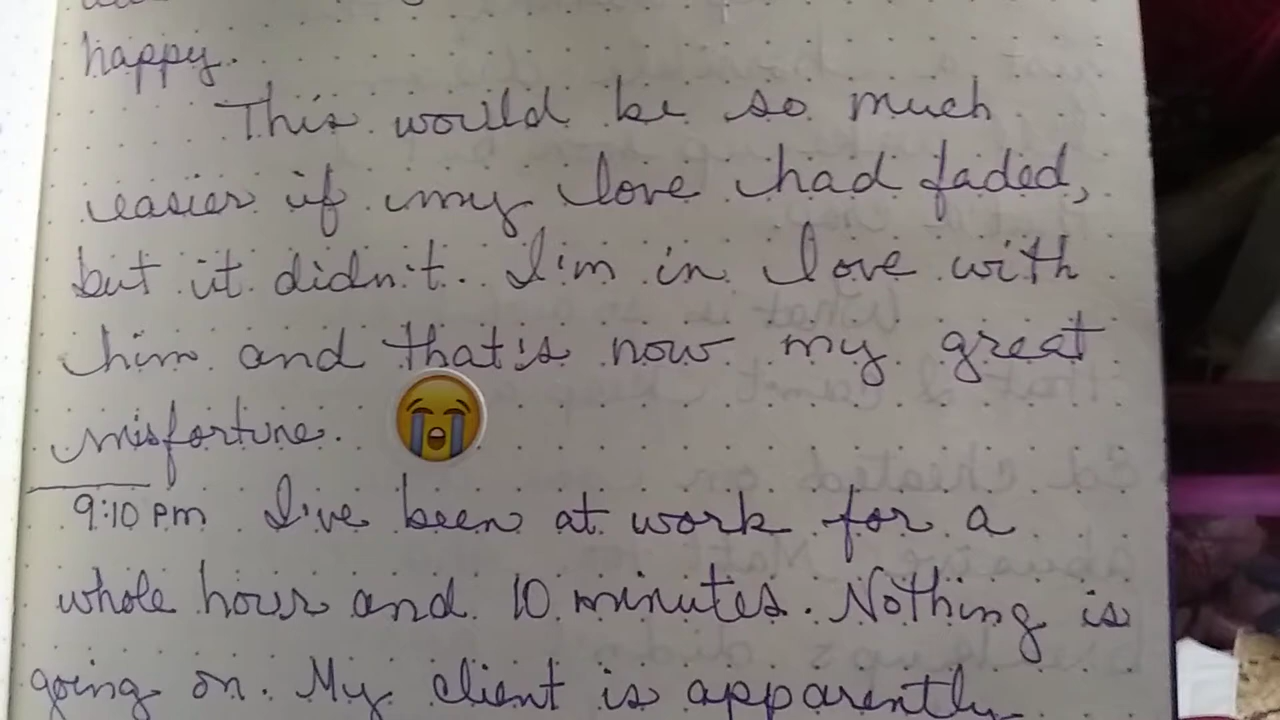 happy.
This would be so much
easier if my love had faded,
but it didn't. I'm in love with
him and that's now my great
misfortune.
9:10 pm I've been at work for a
whole hour and 10 minutes. Nothing is
going on. My client is apparently